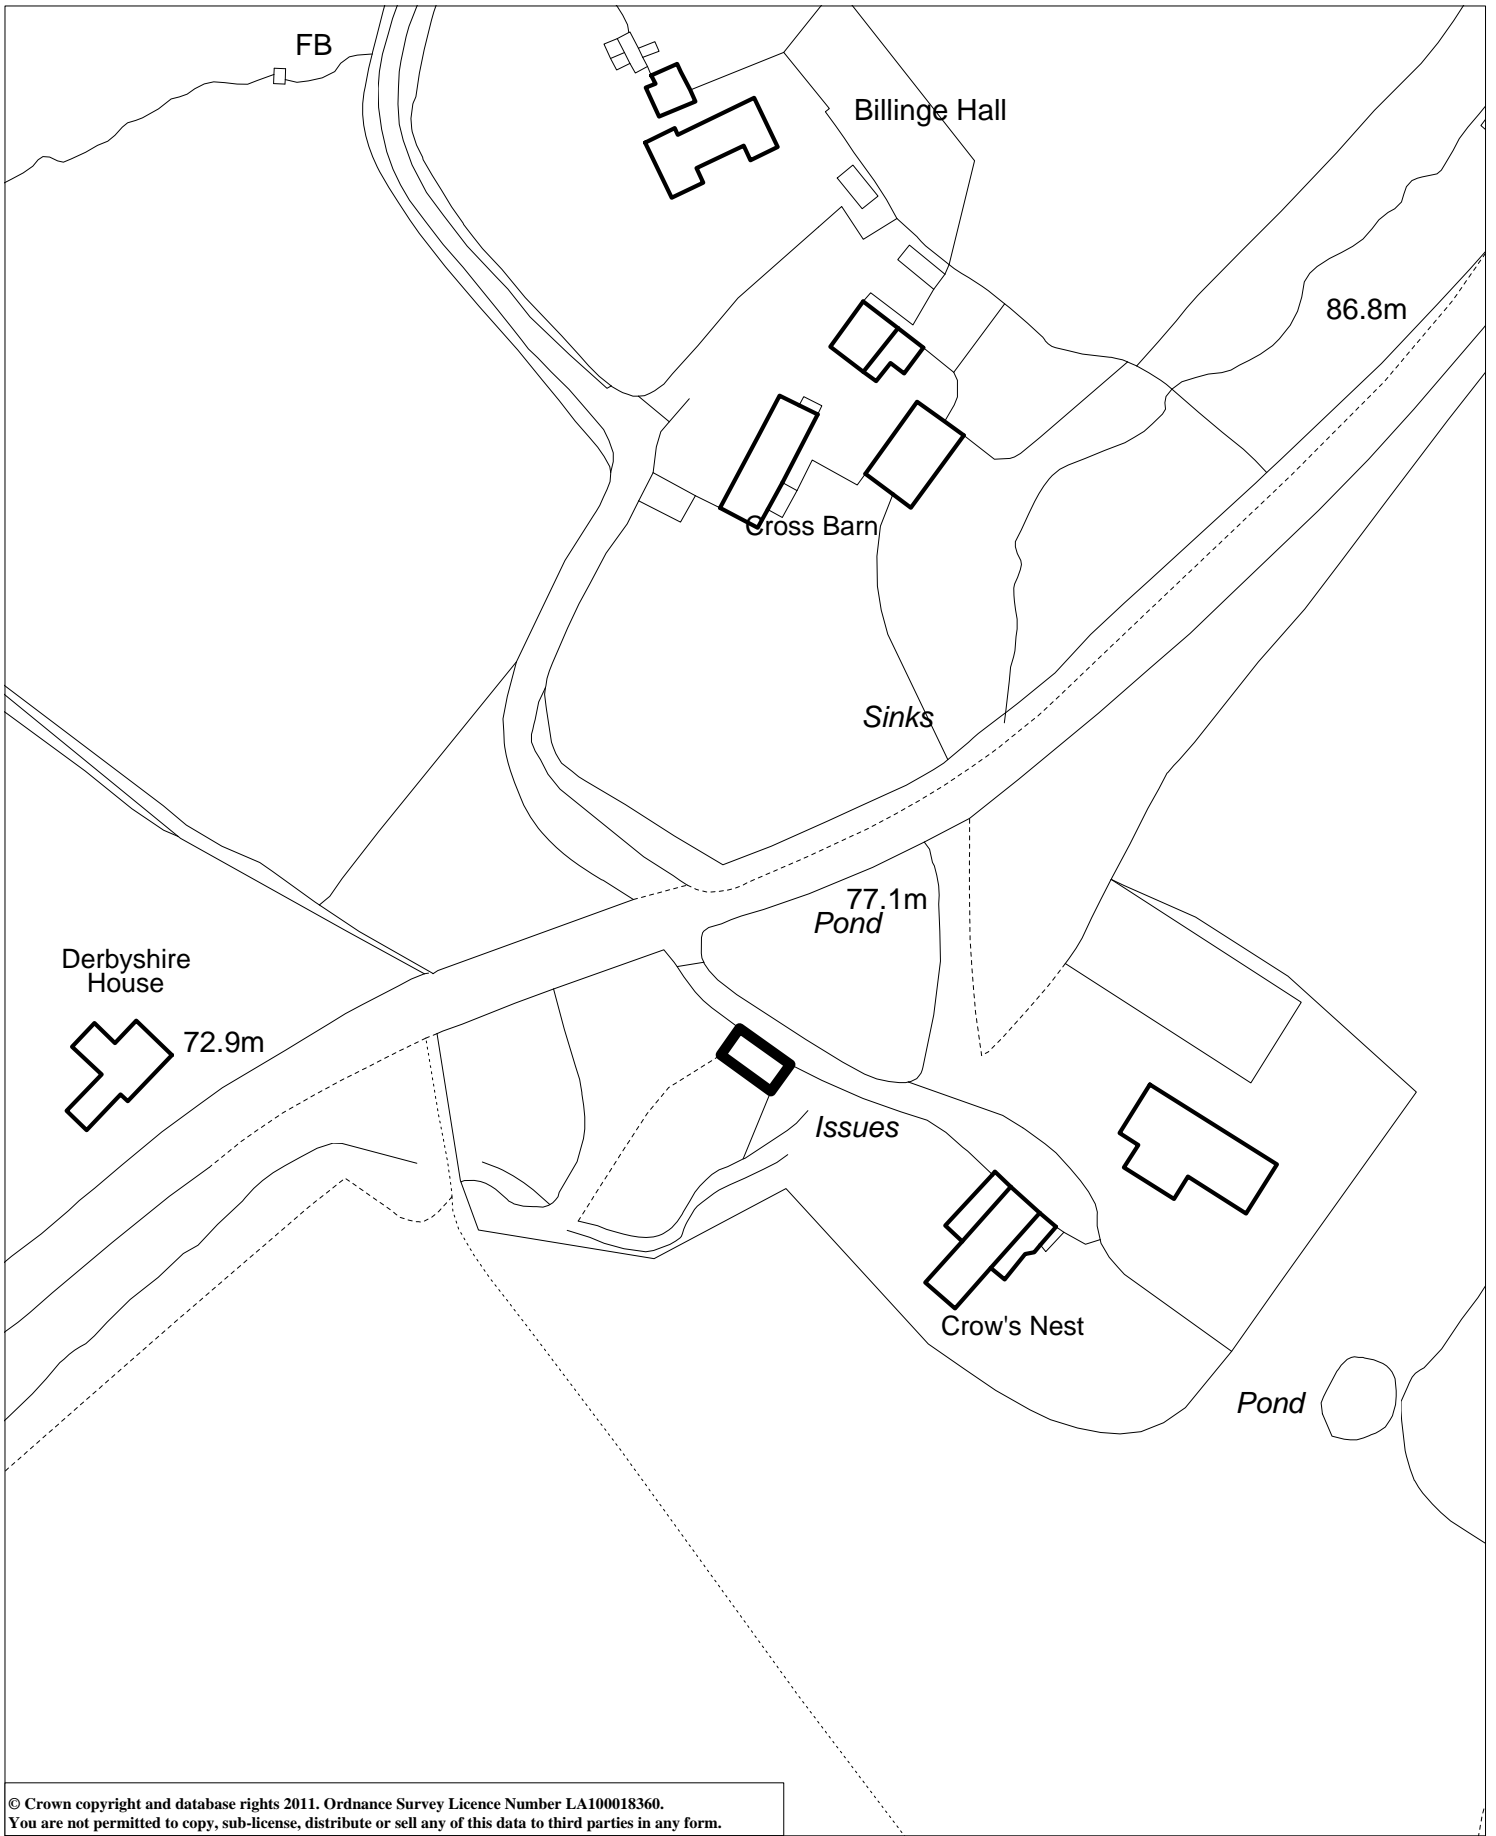 FB
Billinge Hall
86.8m
Cross Barn
Sinks
77.1m
Pond
Derbyshire
House
72.9m
Issues
Crow's Nest
Pond
© Crown copyright and database rights 2011. Ordnance Survey Licence Number LA100018360.
You are not permitted to copy, sub-license, distribute or sell any of this data to third parties in any form.